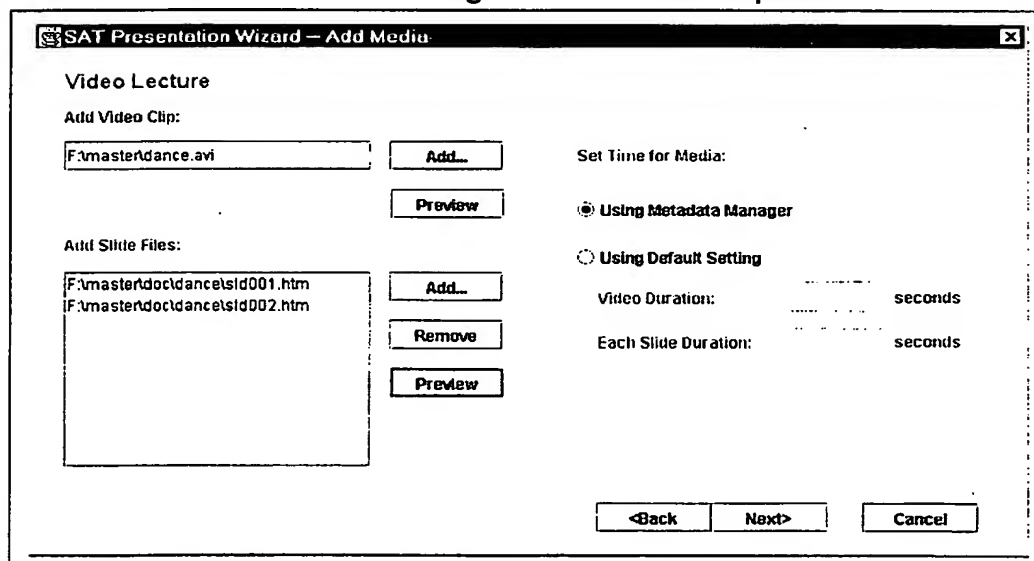 SAT Presentation Wizard – Add Media
Video Lecture
Add Video Clip:
F:\master\dance.avi
Add...
Preview
Add Slide Files:
F:\master\doc\dance\sld001.htm
F:\master\doc\dance\sld002.htm
Add...
Remove
Preview
Set Time for Media:
Using Metadata Manager
Using Default Setting
Video Duration: seconds
Each Slide Duration: seconds
<Back
Next>
Cancel